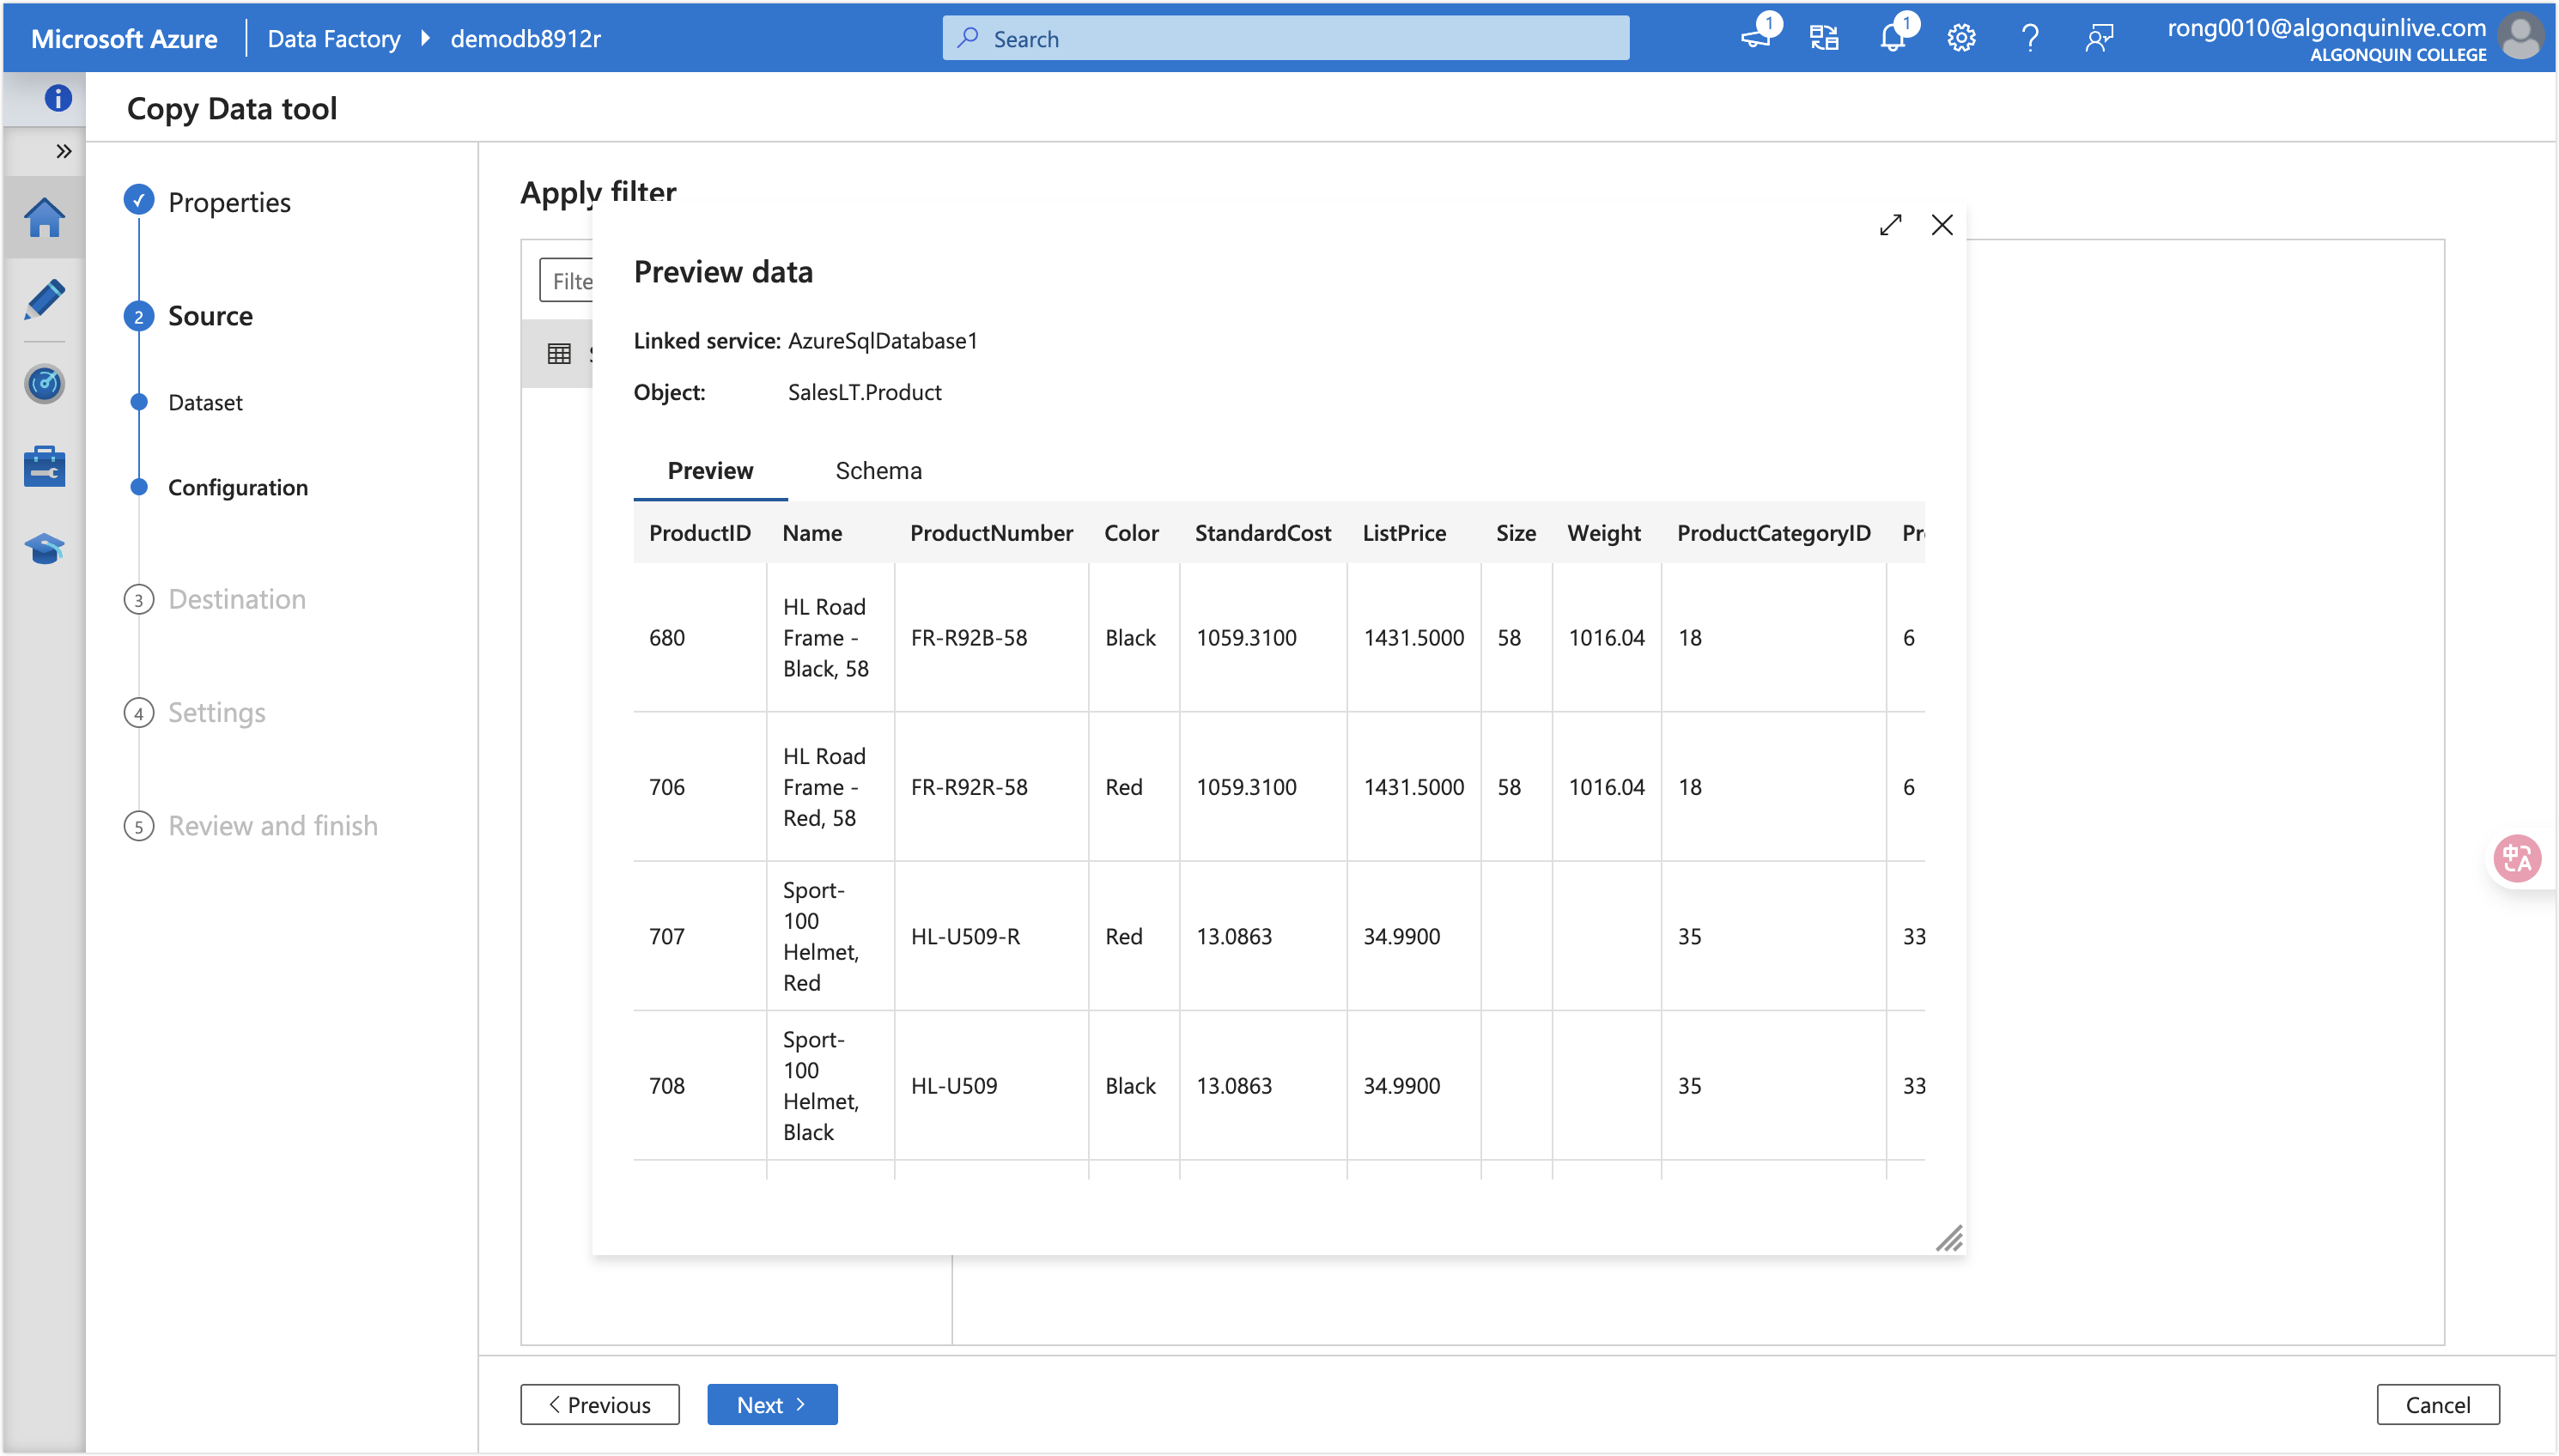 Microsoft Azure
Data Factory
demodb8912r
Search
1
1
rong0010@algonquinlive.com
ALGONQUIN COLLEGE
Copy Data tool
Properties
2 Source
Dataset
Configuration
3 Destination
4 Settings
5 Review and finish
Apply filter
Filte
Preview data
Linked service: AzureSqlDatabase1
Object: SalesLT.Product
Preview Schema
ProductID Name ProductNumber Color StandardCost ListPrice Size Weight ProductCategoryID Pr
680 HL Road Frame - Black, 58 FR-R92B-58 Black 1059.3100 1431.5000 58 1016.04 18 6
706 HL Road Frame - Red, 58 FR-R92R-58 Red 1059.3100 1431.5000 58 1016.04 18 6
707 Sport-100 Helmet, Red HL-U509-R Red 13.0863 34.9900 35 33
708 Sport-100 Helmet, Black HL-U509 Black 13.0863 34.9900 35 33
Previous
Next
Cancel